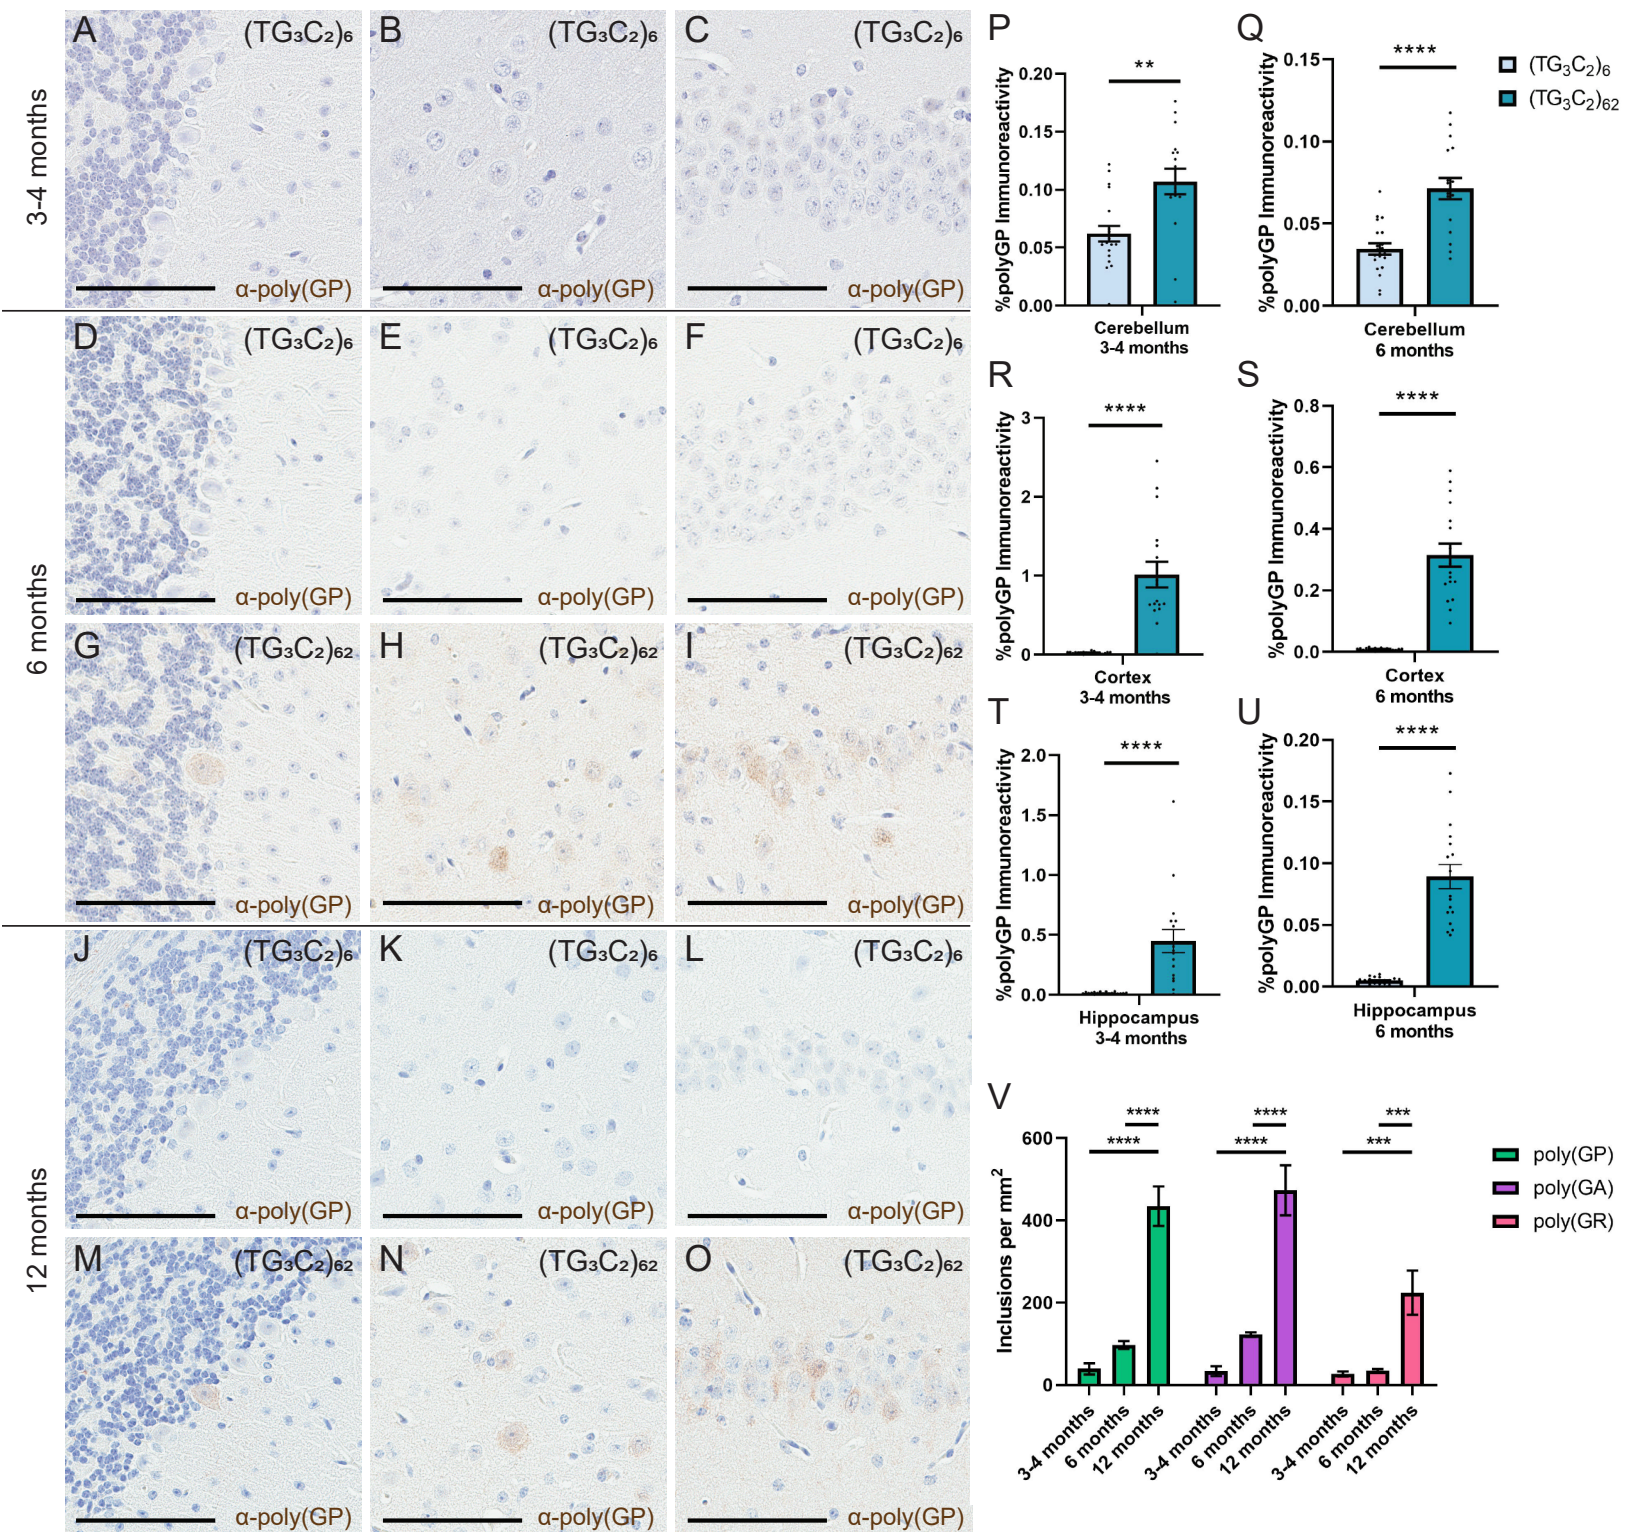 3-4 months
A (TG₃C₂)₆
α-poly(GP)
B (TG₃C₂)₆
α-poly(GP)
C (TG₃C₂)₆
α-poly(GP)
6 months
D (TG₃C₂)₆
α-poly(GP)
E (TG₃C₂)₆
α-poly(GP)
F (TG₃C₂)₆
α-poly(GP)
G (TG₃C₂)₆₂
α-poly(GP)
H (TG₃C₂)₆₂
α-poly(GP)
I (TG₃C₂)₆₂
α-poly(GP)
12 months
J (TG₃C₂)₆
α-poly(GP)
K (TG₃C₂)₆
α-poly(GP)
L (TG₃C₂)₆
α-poly(GP)
M (TG₃C₂)₆₂
α-poly(GP)
N (TG₃C₂)₆₂
α-poly(GP)
O (TG₃C₂)₆₂
α-poly(GP)
P
%polyGP Immunoreactivity
0.20
0.15
0.10
0.05
0.00
**
Cerebellum
3-4 months
Q
%polyGP Immunoreactivity
0.15
0.10
0.05
0.00
****
Cerebellum
6 months
(TG₃C₂)₆
(TG₃C₂)₆₂
R
%polyGP Immunoreactivity
3
2
1
0
****
Cortex
3-4 months
S
%polyGP Immunoreactivity
0.8
0.6
0.4
0.2
0.0
****
Cortex
6 months
T
%polyGP Immunoreactivity
2.0
1.5
1.0
0.5
0.0
****
Hippocampus
3-4 months
U
%polyGP Immunoreactivity
0.20
0.15
0.10
0.05
0.00
****
Hippocampus
6 months
V
Inclusions per mm²
600
400
200
0
**** **** ***
**** **** ***
3-4 months
6 months
12 months
3-4 months
6 months
12 months
3-4 months
6 months
12 months
poly(GP)
poly(GA)
poly(GR)